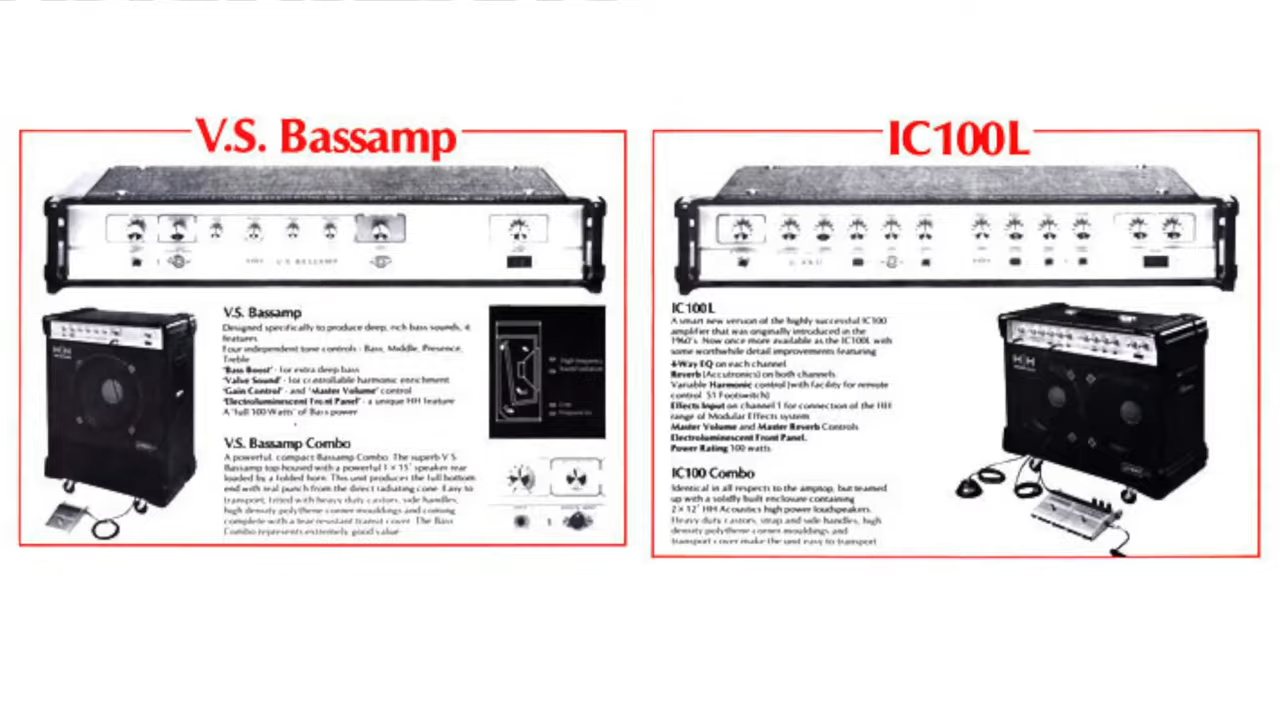 V.S. Bassamp
V.S. Bassamp
Designed specifically to produce deep, rich bass sounds, it
features
Four independent tone controls - Bass, Middle, Presence,
Treble
'Bass Boost' - for extra deep bass
'Valve Sound' - for controllable harmonic enrichment
'Gain Control' - and 'Master Volume' control
'Electroluminescent Front Panel' - a unique HH feature
A 'full 100 Watts' of Bass power
V.S. Bassamp Combo
A powerful, compact Bassamp Combo. The superb V S
Bassamp top housed with a powerful 1 × 15" speaker rear
loaded by a folded horn. This unit produces the full bottom
end with real punch from the direct radiating cone. Easy to
transport, fitted with heavy duty castors, side handles,
high density polythene corner mouldings and coming
complete with a tear resistant transit cover. The Bass
Combo represents extremely good value
V.S. BASSAMP
HH
IC100L
IC100L
A smart new version of the highly successful IC100
amplifier that was originally introduced in the
1960's. Now once more available as the IC100L with
some worthwhile detail improvements featuring
4-Way EQ on each channel
Reverb (Accutronics) on both channels
Variable Harmonic control (with facility for remote
control S1 Footswitch)
Effects Input on channel 1 for connection of the HH
range of Modular Effects system
Master Volume and Master Reverb Controls
Electroluminescent Front Panel.
Power Rating 100 watts.
IC100 Combo
Identical in all respects to the amptop, but teamed
up with a solidly built enclosure containing
2 × 12" HH Acoustics high power loudspeakers.
Heavy duty castors, strap and side handles, high
density polythene corner mouldings and
transport cover make the unit easy to transport
HH